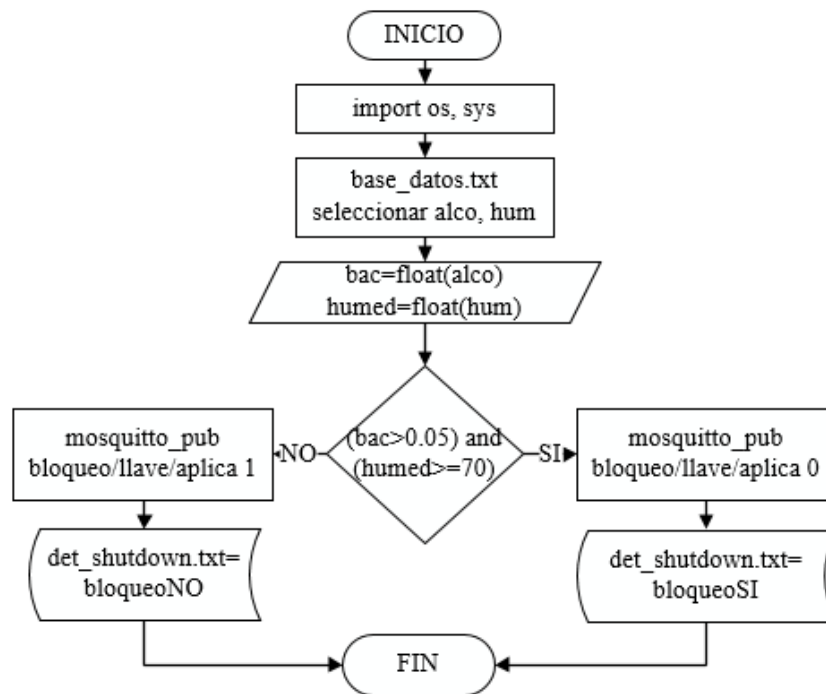 INICIO
import os, sys
base_datos.txt
seleccionar alco, hum
bac=float(alco)
humed=float(hum)
(bac>0.05) and
(humed>=70)
NO
SI
mosquitto_pub
bloqueo/llave/aplica 1
mosquitto_pub
bloqueo/llave/aplica 0
det_shutdown.txt=
bloqueoNO
det_shutdown.txt=
bloqueoSI
FIN